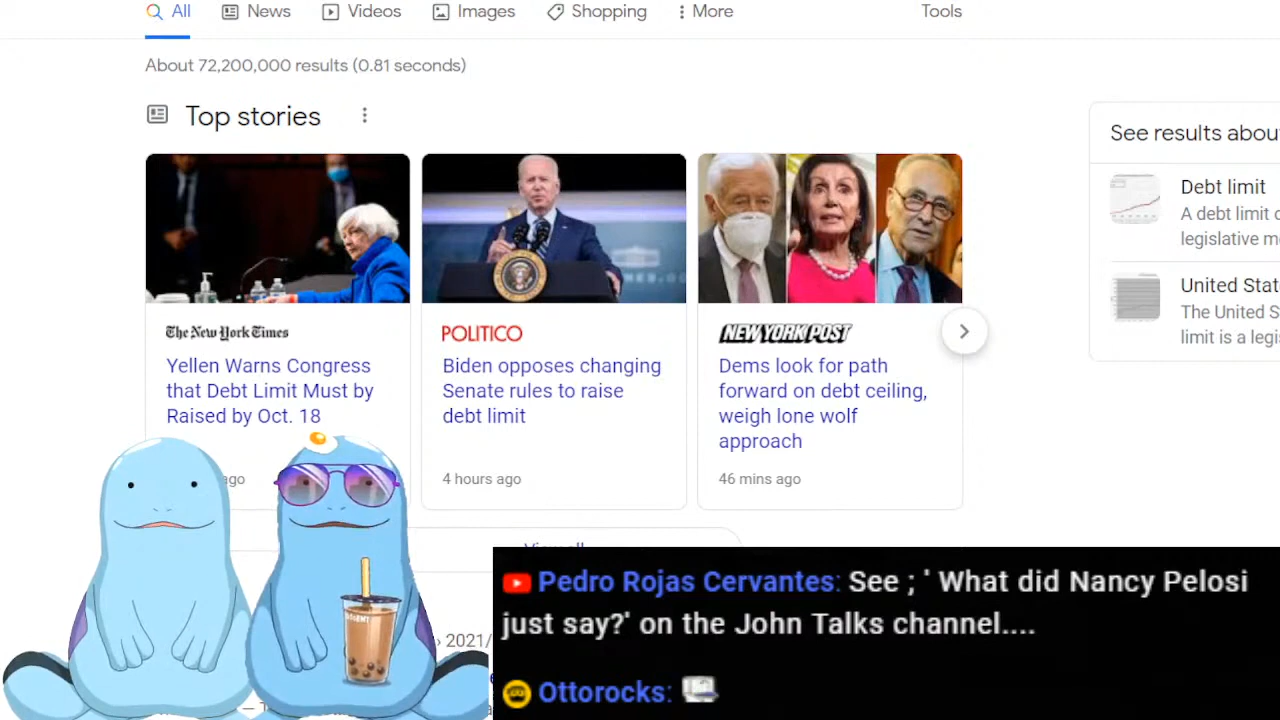 All
News
Videos
Images
Shopping
More
Tools
About 72,200,000 results (0.81 seconds)
Top stories
See results abou
The New York Times
Yellen Warns Congress
that Debt Limit Must by
Raised by Oct. 18
ago
POLITICO
Biden opposes changing
Senate rules to raise
debt limit
4 hours ago
NEW YORK POST
Dems look for path
forward on debt ceiling,
weigh lone wolf
approach
46 mins ago
Debt limit
A debt limit
legislative m
United Stat
The United S
limit is a legi
View all
› 2021/
Pedro Rojas Cervantes: See ; ' What did Nancy Pelosi
just say?' on the John Talks channel....
Ottorocks: